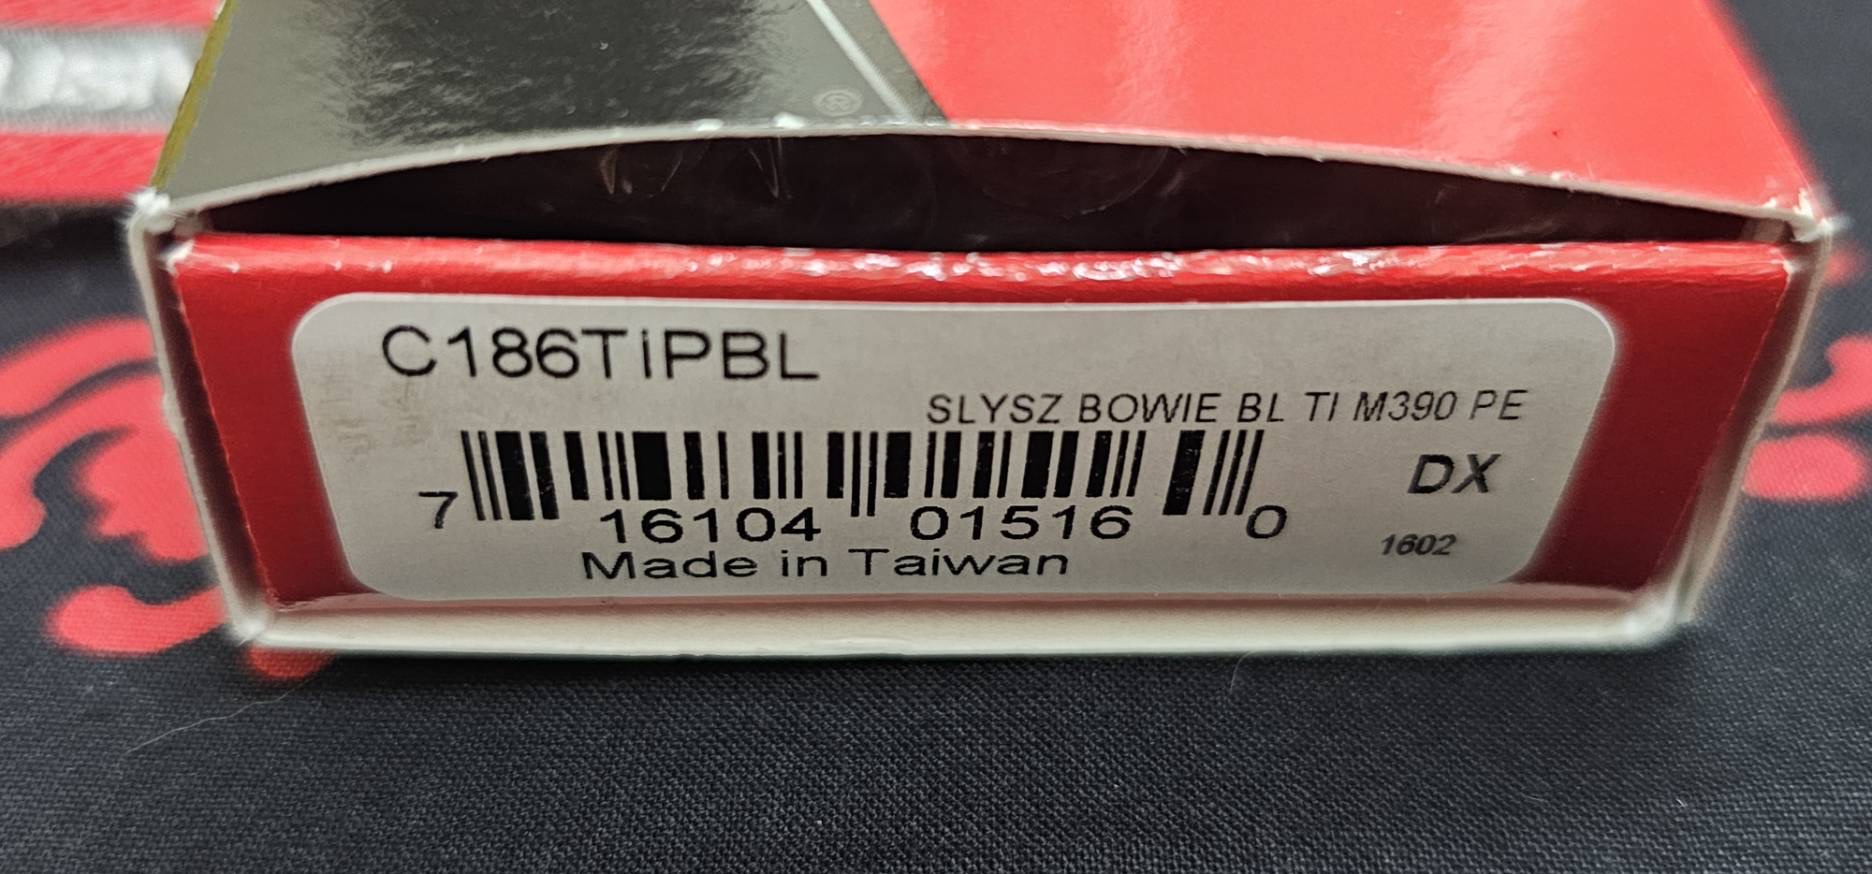 ®
C186TiPBL
SLYSZ BOWIE BL TI M390 PE
DX
7 16104 01516 0
1602
Made in Taiwan